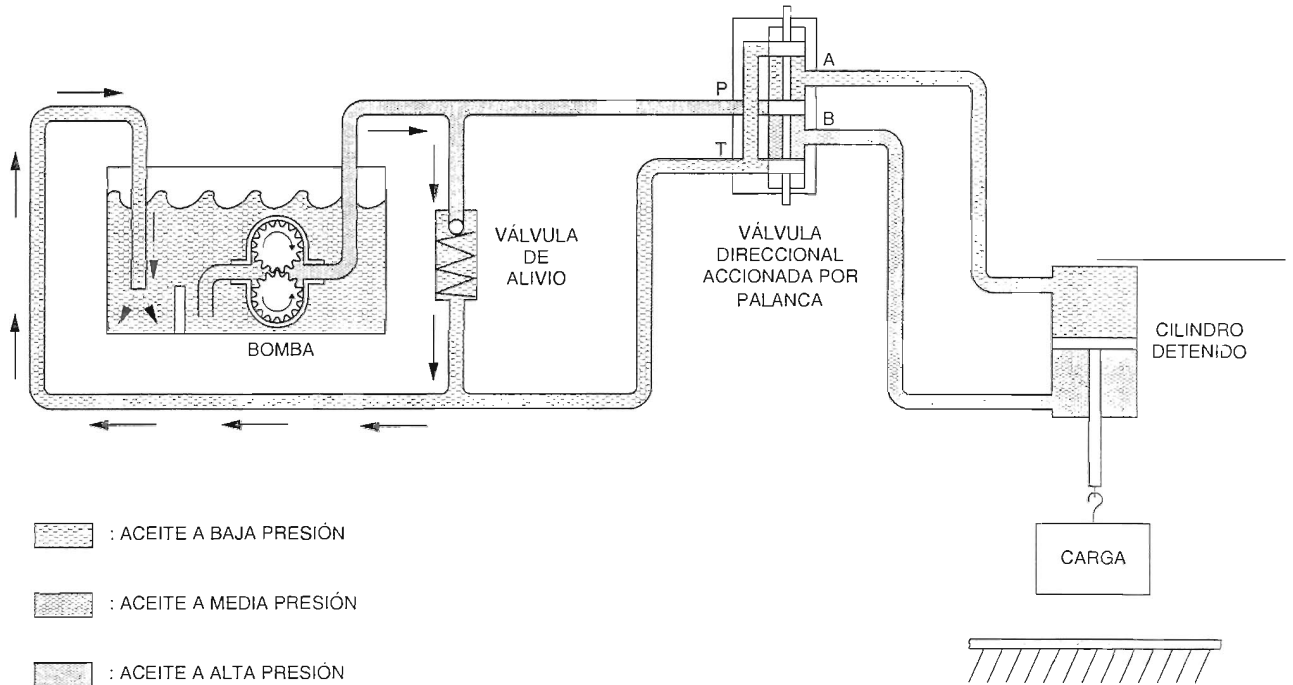 A
P
B
T
VÁLVULA
DE
ALIVIO
VÁLVULA
DIRECCIONAL
ACCIONADA POR
PALANCA
CILINDRO
DETENIDO
BOMBA
CARGA
: ACEITE A BAJA PRESIÓN
: ACEITE A MEDIA PRESIÓN
: ACEITE A ALTA PRESIÓN